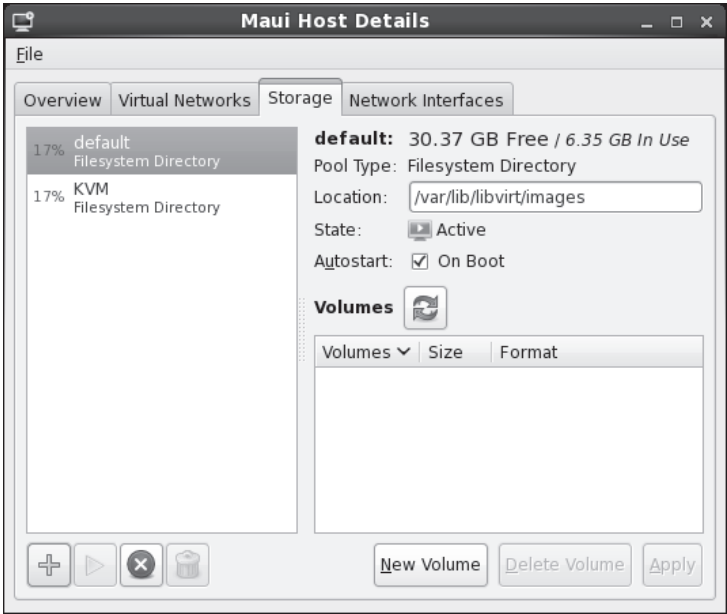 Maui Host Details
File
Overview Virtual Networks Storage Network Interfaces
17% default
Filesystem Directory
17% KVM
Filesystem Directory
default: 30.37 GB Free / 6.35 GB In Use
Pool Type: Filesystem Directory
Location: /var/lib/libvirt/images
State: Active
Autostart: On Boot
Volumes
Volumes Size Format
New Volume Delete Volume Apply